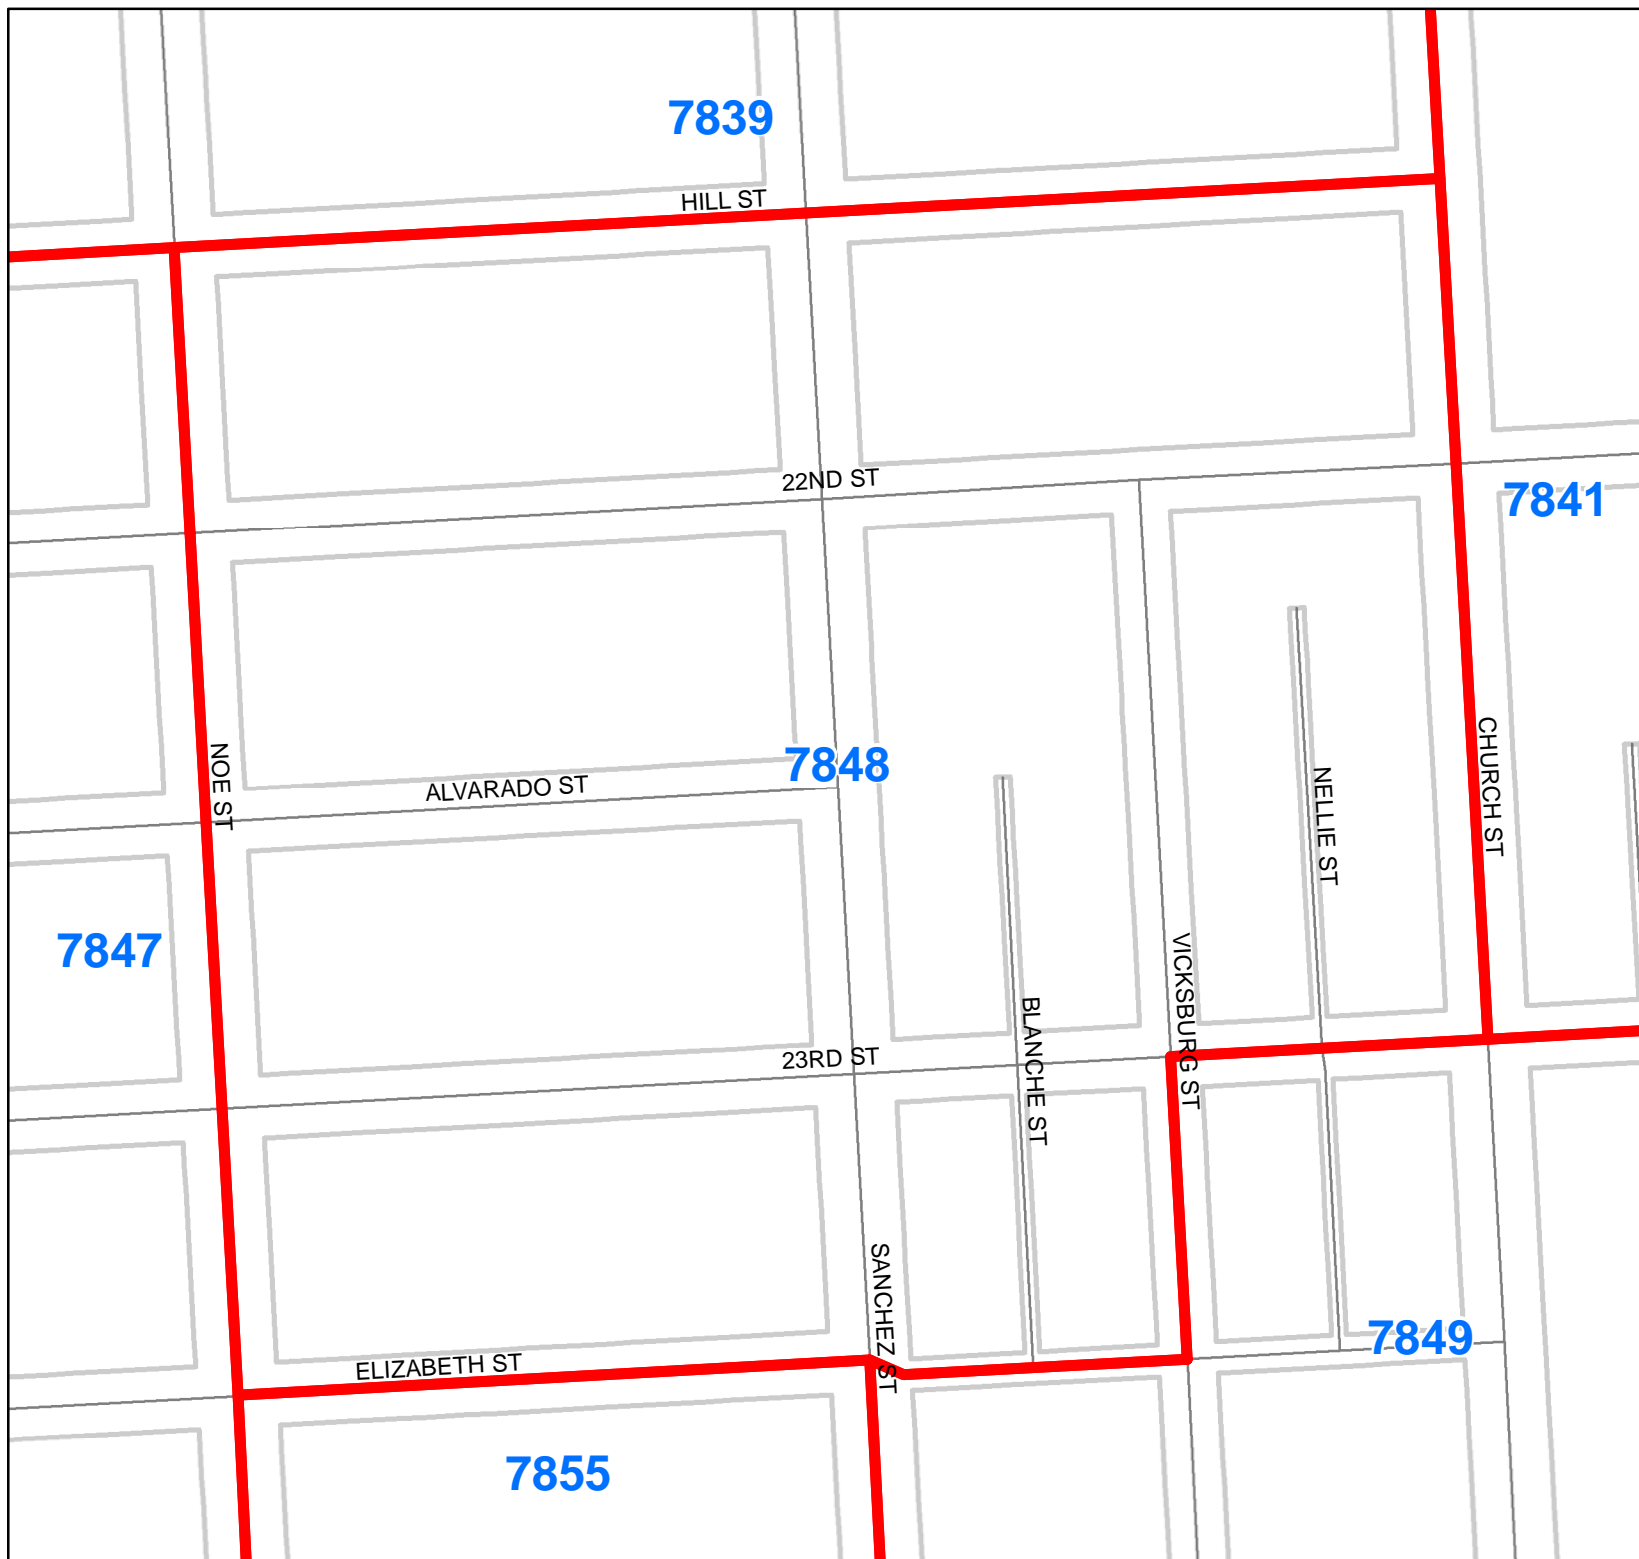 7839
HILL ST
22ND ST
7841
NOE ST
ALVARADO ST
7848
NELLIE ST
CHURCH ST
7847
VICKSBURG ST
BLANCHE ST
23RD ST
SANCHEZ ST
7849
ELIZABETH ST
7855